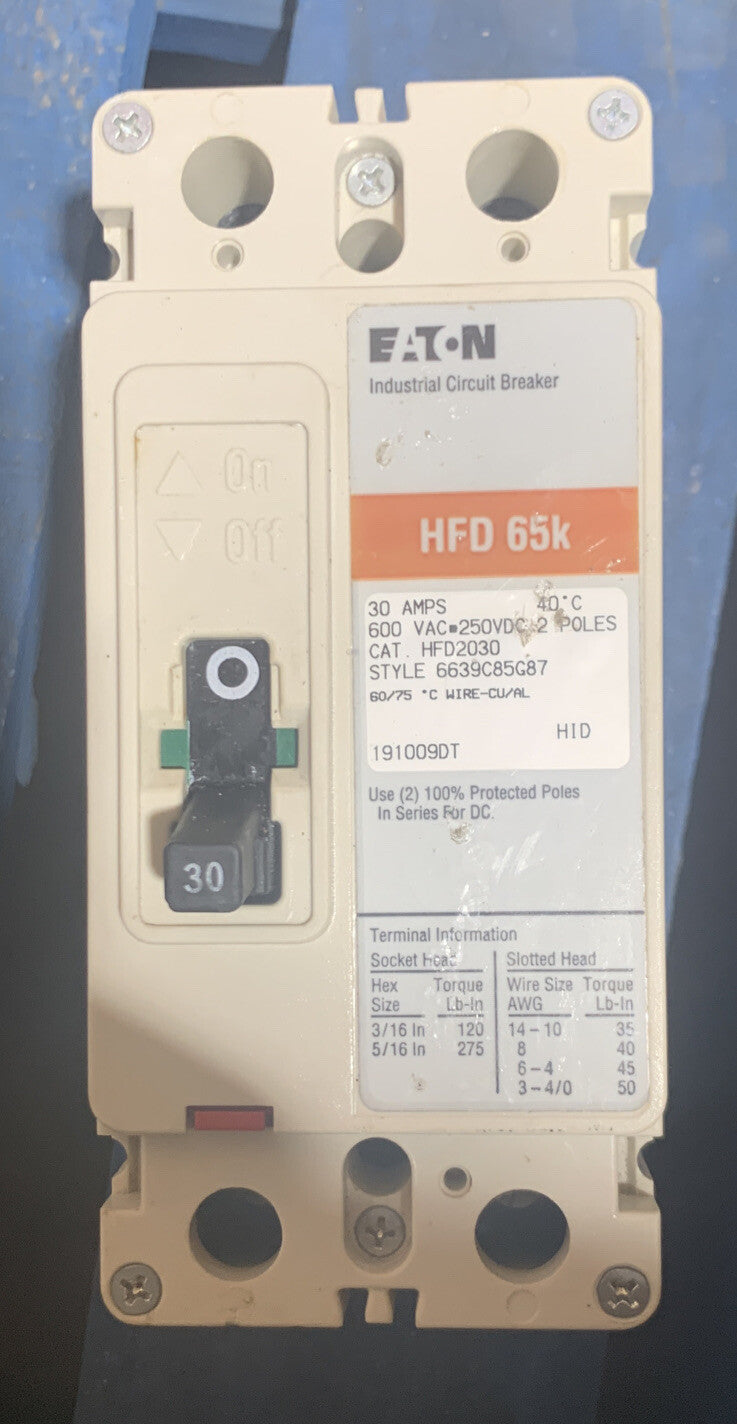 EATON
Industrial Circuit Breaker
On
Off
HFD 65k
30 AMPS 40°C
600 VAC▪250VDC 2 POLES
CAT. HFD2030
STYLE 6639C85G87
60/75 °C WIRE-CU/AL
HID
191009DT
Use (2) 100% Protected Poles
In Series For DC.
30
Terminal Information
Socket Head Slotted Head
Hex Torque Wire Size Torque
Size Lb-In AWG Lb-In
3/16 In 120 14-10 35
5/16 In 275 8 40
6-4 45
3-4/0 50